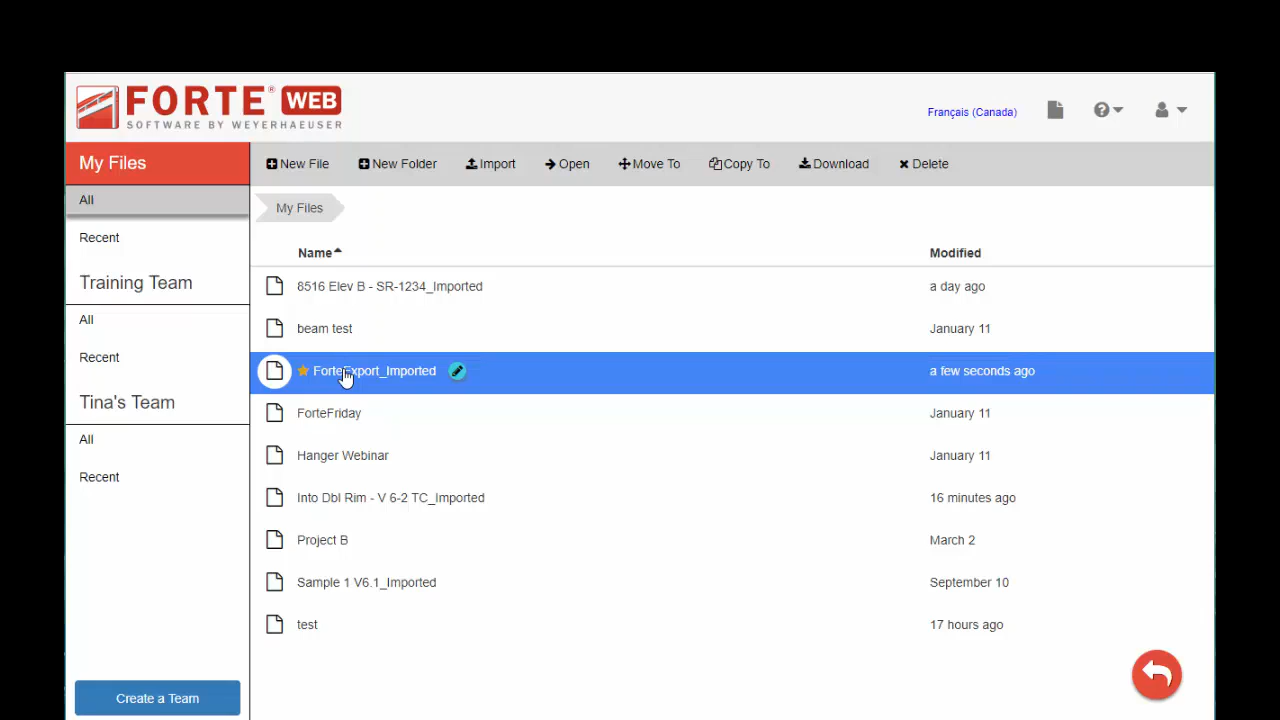 FORTE® WEB
SOFTWARE BY WEYERHAEUSER
Français (Canada)
My Files
All
Recent
Training Team
All
Recent
Tina's Team
All
Recent
Create a Team
New File New Folder Import Open Move To Copy To Download Delete
My Files
Name Modified
8516 Elev B - SR-1234_Imported a day ago
beam test January 11
ForteExport_Imported a few seconds ago
ForteFriday January 11
Hanger Webinar January 11
Into Dbl Rim - V 6-2 TC_Imported 16 minutes ago
Project B March 2
Sample 1 V6.1_Imported September 10
test 17 hours ago